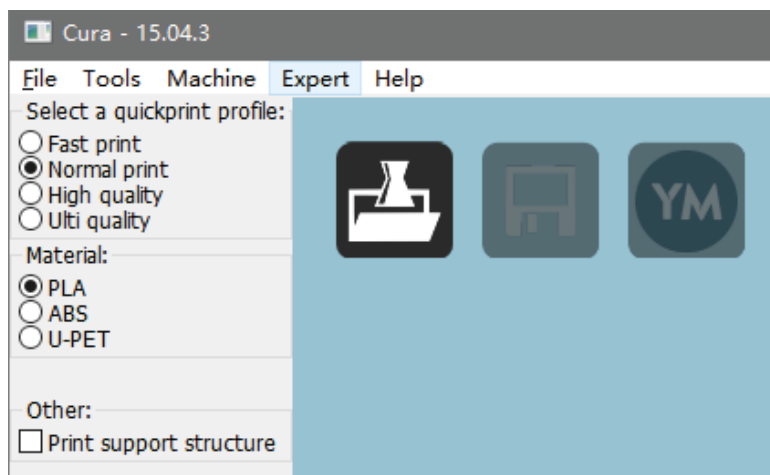 Cura - 15.04.3
File Tools Machine Expert Help
Select a quickprint profile:
Fast print
Normal print
High quality
Ulti quality
YM
Material:
PLA
ABS
U-PET
Other:
Print support structure